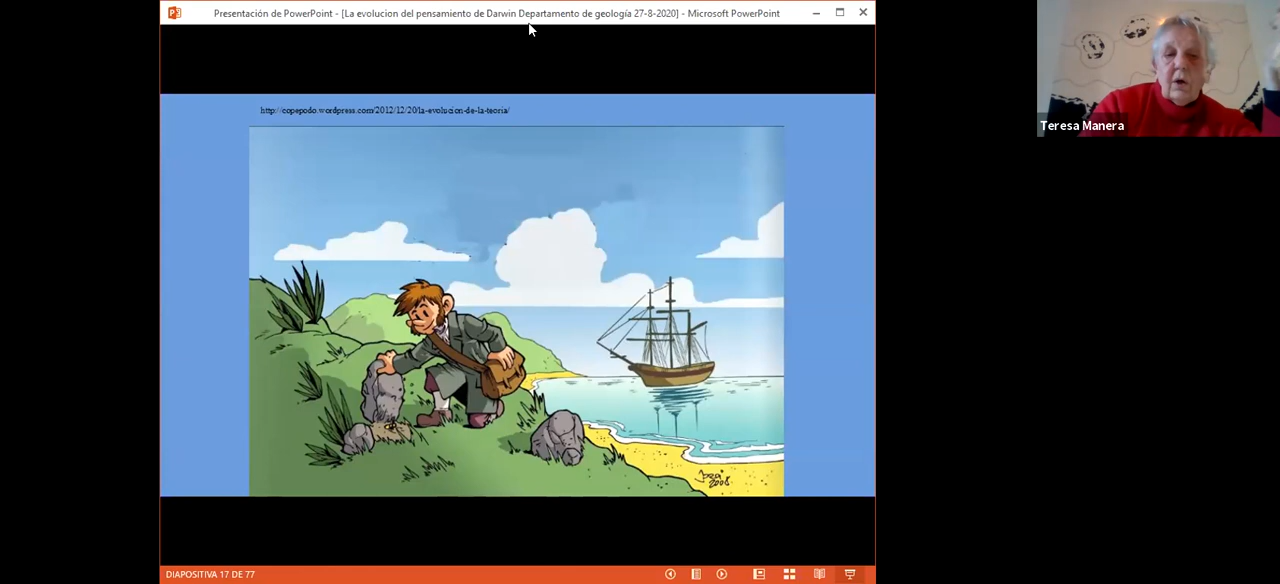 Presentación de PowerPoint - [La evolucion del pensamiento de Darwin Departamento de geología 27-8-2020] - Microsoft PowerPoint
http://copepodo.wordpress.com/2012/12/20/la-evolucion-de-la-teoria/
Teresa Manera
2008
DIAPOSITIVA 17 DE 77